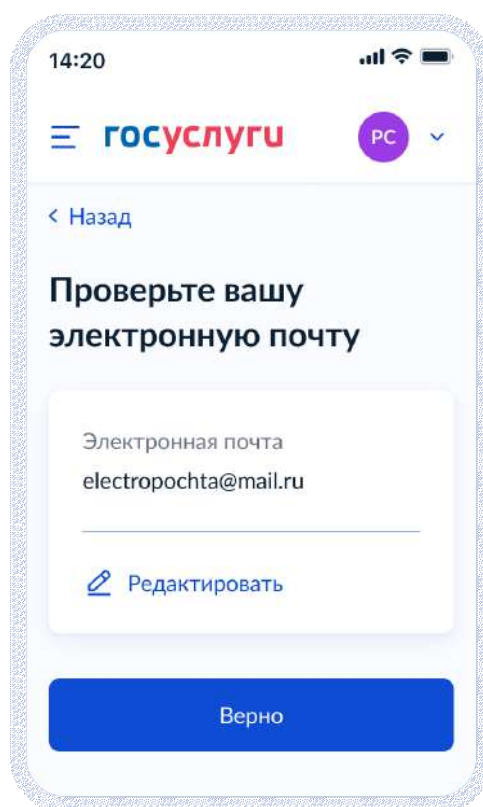 14:20
госуслуги
РС
Назад
Проверьте вашу
электронную почту
Электронная почта
electropochta@mail.ru
Редактировать
Верно